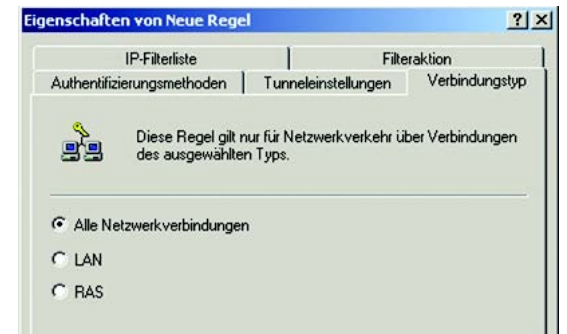 Eigenschaften von Neue Regel
IP-Filterliste
Filteraktion
Authentifizierungsmethoden
Tunneleinstellungen
Verbindungstyp
Diese Regel gilt nur für Netzwerkverkehr über Verbindungen
des ausgewählten Typs.
Alle Netzwerkverbindungen
LAN
RAS